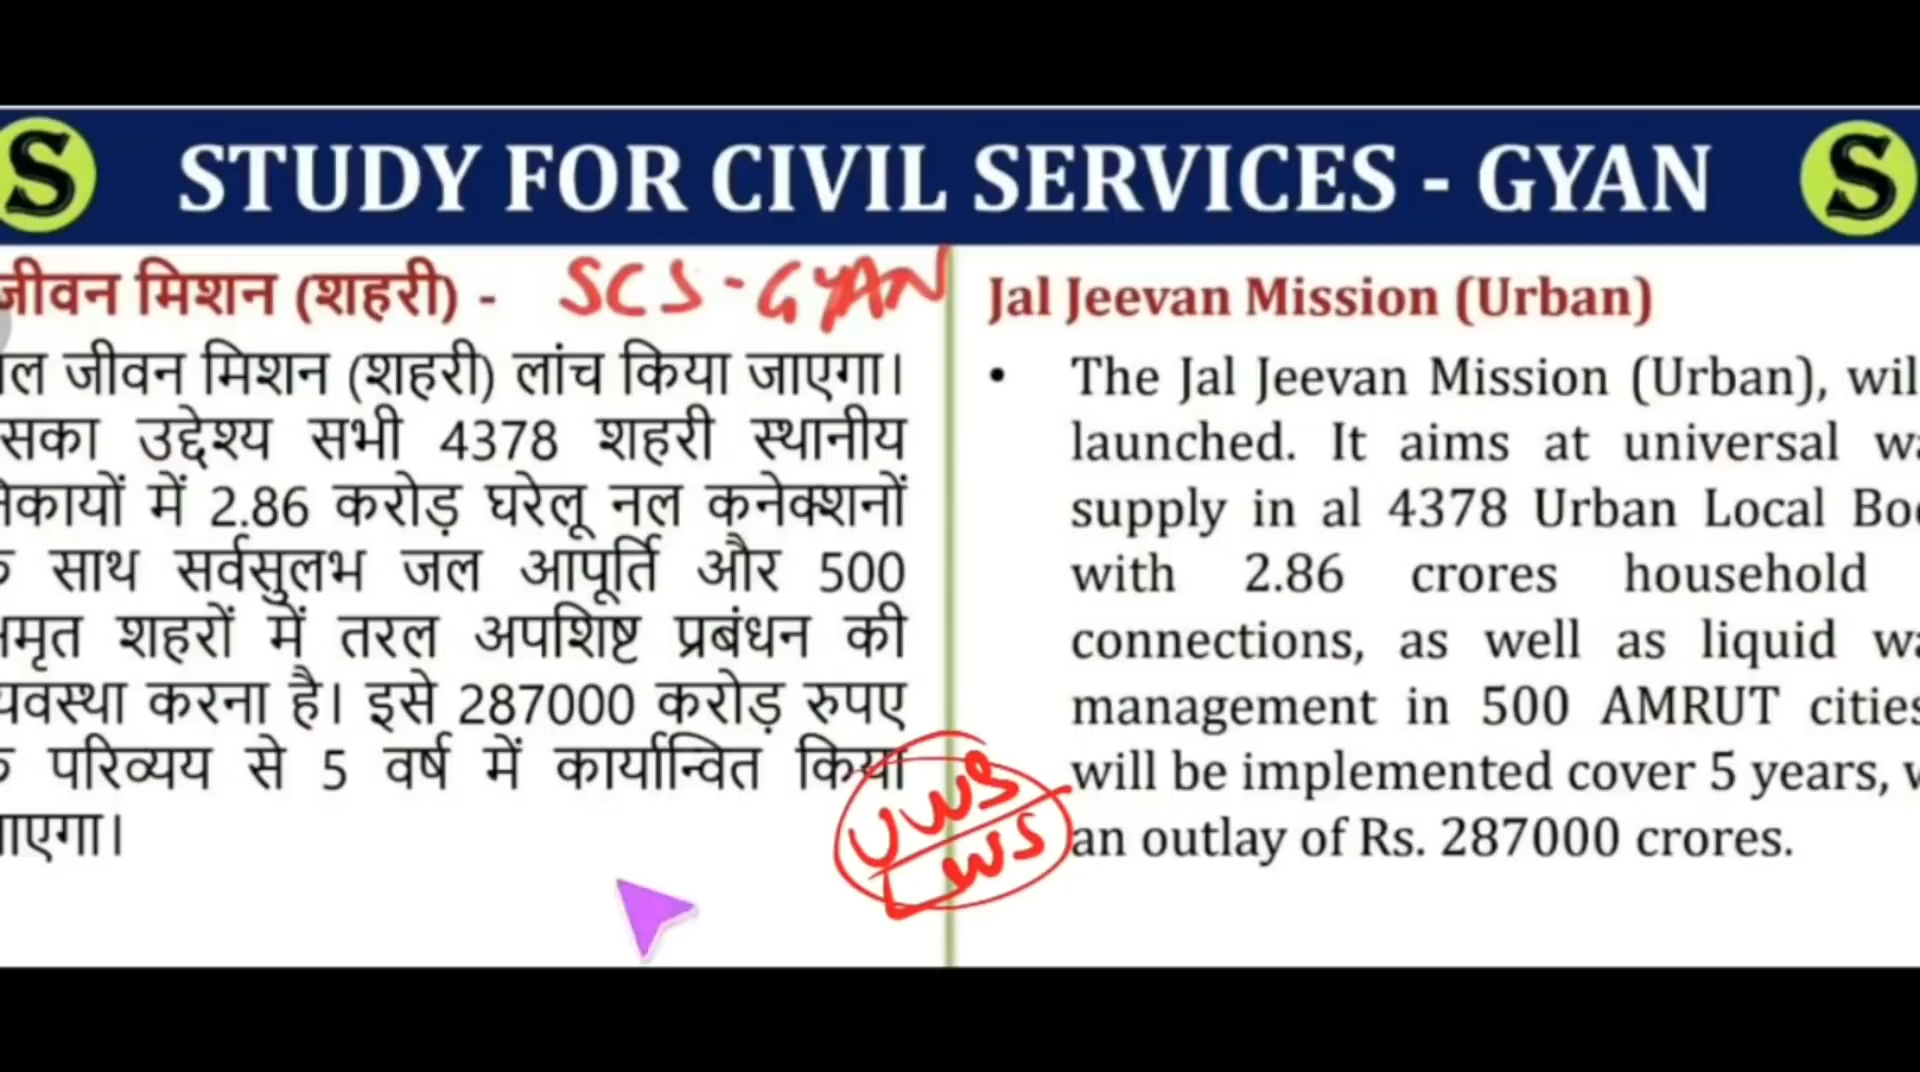 S STUDY FOR CIVIL SERVICES - GYAN S
जीवन मिशन (शहरी) - SCS-GYAN
ल जीवन मिशन (शहरी) लांच किया जाएगा।
सका उद्देश्य सभी 4378 शहरी स्थानीय
कायों में 2.86 करोड़ घरेलू नल कनेक्शनों
साथ सर्वसुलभ जल आपूर्ति और 500
मृत शहरों में तरल अपशिष्ट प्रबंधन की
यवस्था करना है। इसे 287000 करोड़ रुपए
परिव्यय से 5 वर्ष में कार्यान्वित किया
ाएगा।
UWS
LWS
Jal Jeevan Mission (Urban)
• The Jal Jeevan Mission (Urban), wil
launched. It aims at universal wa
supply in al 4378 Urban Local Bo
with 2.86 crores household
connections, as well as liquid wa
management in 500 AMRUT cities
will be implemented cover 5 years, w
an outlay of Rs. 287000 crores.